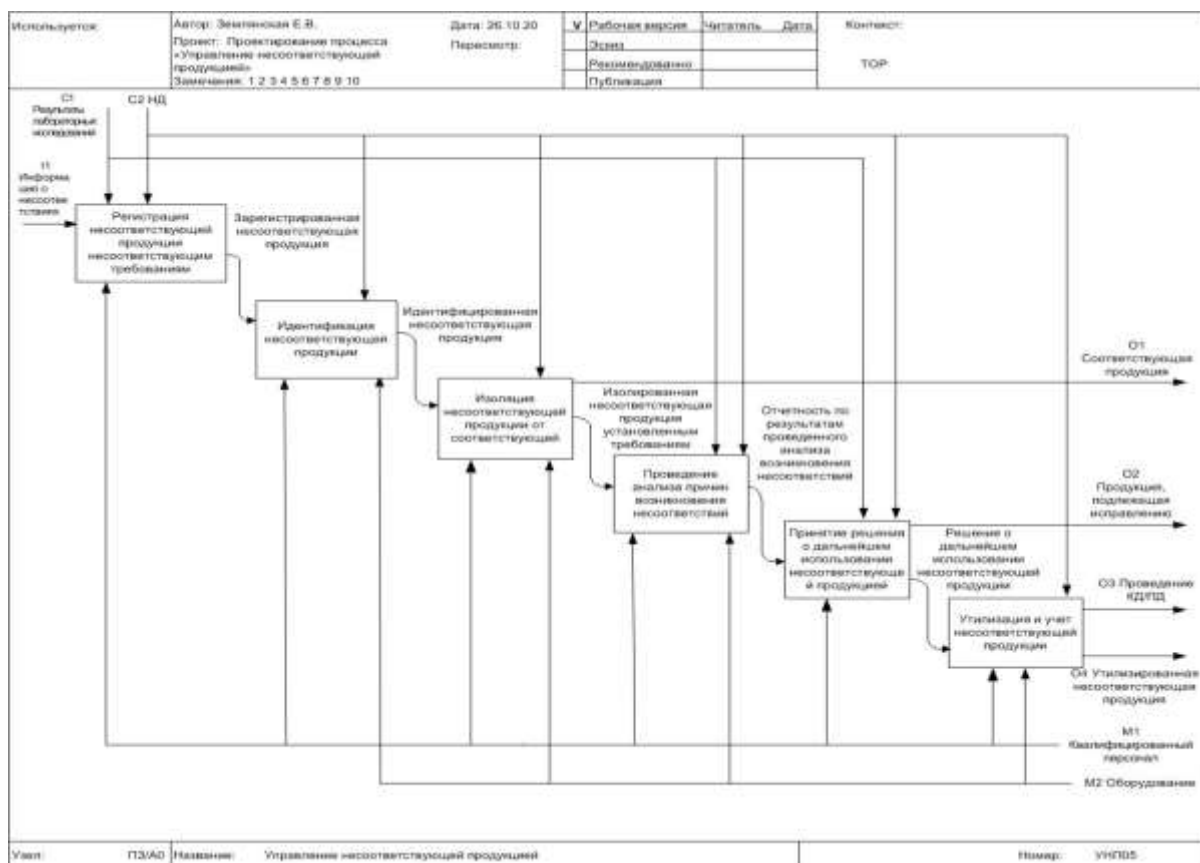 Используется:
Автор: Землянская Е.В.
Дата: 26.10.20
Проект: Проектирование процесса
«Управление несоответствующей
продукцией»
Пересмотр:
Замечания: 1 2 3 4 5 6 7 8 9 10
V Рабочая версия
Читатель
Дата
Эскиз
Рекомендованно
Публикация
Контекст:
TOP
C1
Результаты
лабораторных
исследований
C2 НД
I1
Информа
ция о
несоотве
тствиях
Регистрация
несоответствующей
продукции
несоответствующим
требованиям
Зарегистрированная
несоответствующая
продукция
Идентификация
несоответствующей
продукции
Идентифицированная
несоответствующая
продукция
Изоляция
несоответствующей
продукции от
соответствующей
Изолированная
несоответствующая
продукция
установленным
требованиям
Проведение
анализа причин
возникновения
несоответствий
Отчетность по
результатам
проведенного
анализа
возникновения
несоответствий
Принятие решения
о дальнейшем
использовании
несоответствующе
й продукцией
Решение о
дальнейшем
использовании
несоответствующей
продукции
Утилизация и учет
несоответствующей
продукции
O1
Соответствующая
продукция
O2
Продукция,
подлежащая
исправлению
O3 Проведение
КД/ПД
O4 Утилизированная
несоответствующая
продукция
M1
Квалифицированный
персонал
M2 Оборудование
Узел:
ПЗ/А0
Название:
Управление несоответствующей продукцией
Номер:
УНП05